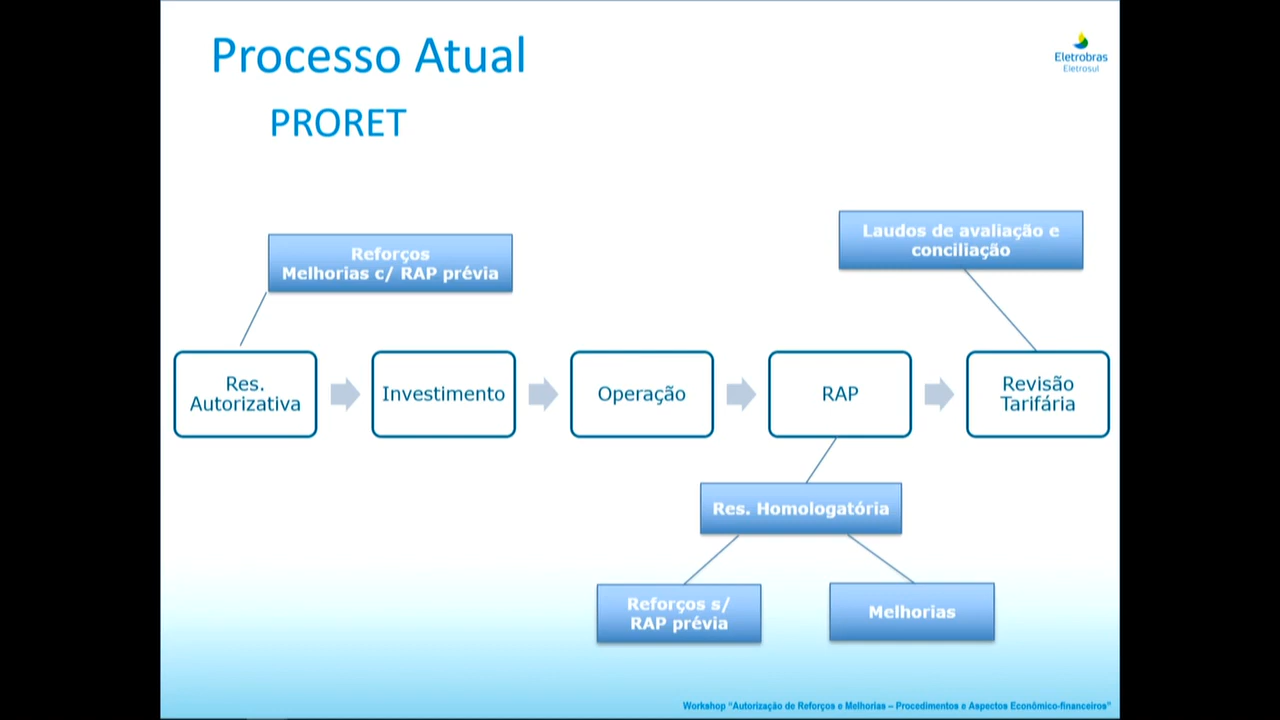 Processo Atual
PRORET
Eletrobras
Eletrosul
Laudos de avaliação e
conciliação
Reforços
Melhorias c/ RAP prévia
Res.
Autorizativa
Investimento
Operação
RAP
Revisão
Tarifária
Res. Homologatória
Reforços s/
RAP prévia
Melhorias
Workshop “Autorização de Reforços e Melhorias – Procedimentos e Aspectos Econômico-financeiros”